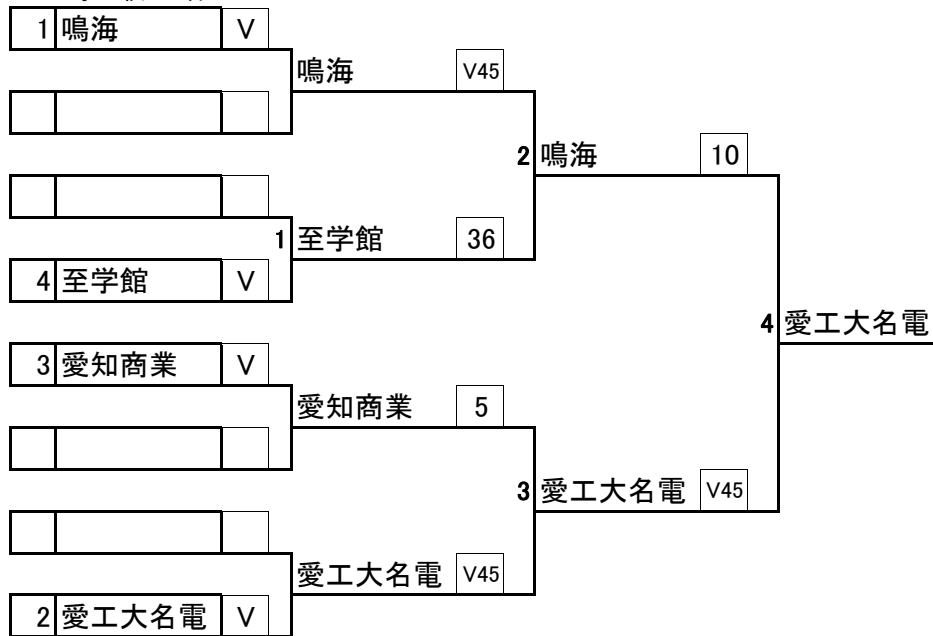 1 鳴海 V
鳴海 V45
2 鳴海 10
1 至学館 36
4 至学館 V
4 愛工大名電
3 愛知商業 V
愛知商業 5
3 愛工大名電 V45
愛工大名電 V45
2 愛工大名電 V